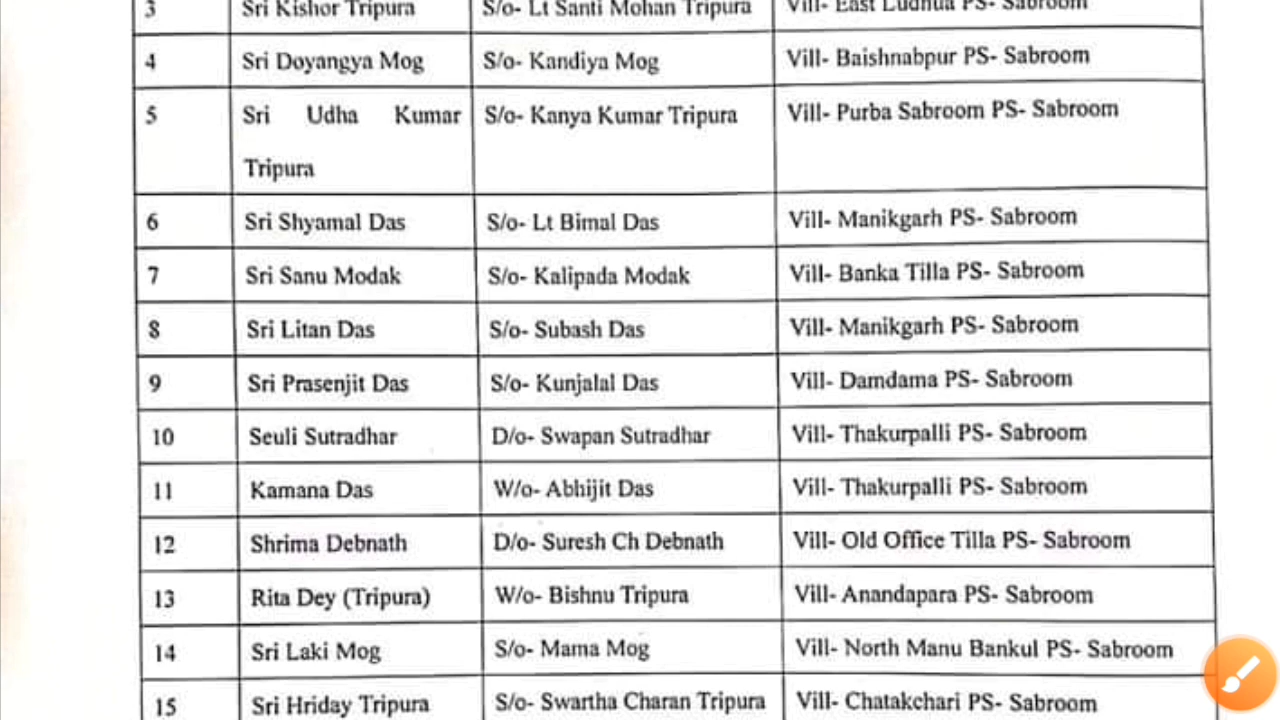 3 Sri Kishor Tripura S/o- Lt Santi Mohan Tripura Vill- East Ludhua PS- Sabroom
4 Sri Doyangya Mog S/o- Kandiya Mog Vill- Baishnabpur PS- Sabroom
5 Sri Udha Kumar S/o- Kanya Kumar Tripura Vill- Purba Sabroom PS- Sabroom
Tripura
6 Sri Shyamal Das S/o- Lt Bimal Das Vill- Manikgarh PS- Sabroom
7 Sri Sanu Modak S/o- Kalipada Modak Vill- Banka Tilla PS- Sabroom
8 Sri Litan Das S/o- Subash Das Vill- Manikgarh PS- Sabroom
9 Sri Prasenjit Das S/o- Kunjalal Das Vill- Damdama PS- Sabroom
10 Seuli Sutradhar D/o- Swapan Sutradhar Vill- Thakurpalli PS- Sabroom
11 Kamana Das W/o- Abhijit Das Vill- Thakurpalli PS- Sabroom
12 Shrima Debnath D/o- Suresh Ch Debnath Vill- Old Office Tilla PS- Sabroom
13 Rita Dey (Tripura) W/o- Bishnu Tripura Vill- Anandapara PS- Sabroom
14 Sri Laki Mog S/o- Mama Mog Vill- North Manu Bankul PS- Sabroom
15 Sri Hriday Tripura S/o- Swartha Charan Tripura Vill- Chatakchari PS- Sabroom